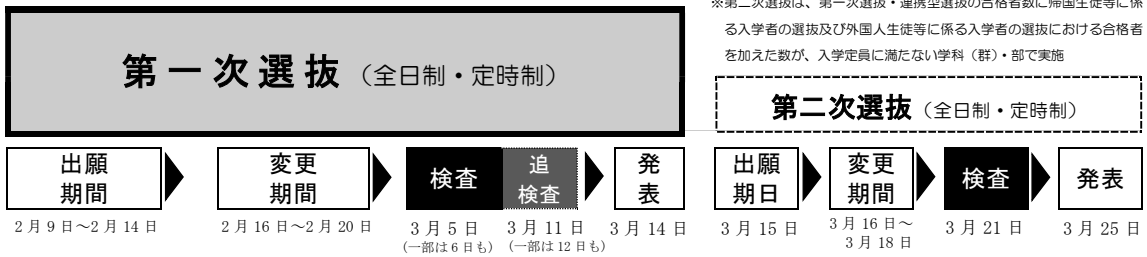 ※第二次選抜は、第一次選抜・連携型選抜の合格者数に帰国生徒等に係
る入学者の選抜及び外国人生徒等に係る入学者の選抜における合格者
を加えた数が、入学定員に満たない学科（群）・部で実施
第一次選抜（全日制・定時制）
第二次選抜（全日制・定時制）
出願
期間
変更
期間
検査
追
検査
発
表
出願
期日
変更
期間
検査
発表
2月9日～2月14日
2月16日～2月20日
3月5日
（一部は6日も）
3月11日
（一部は12日も）
3月14日
3月15日
3月16日～
3月18日
3月21日
3月25日